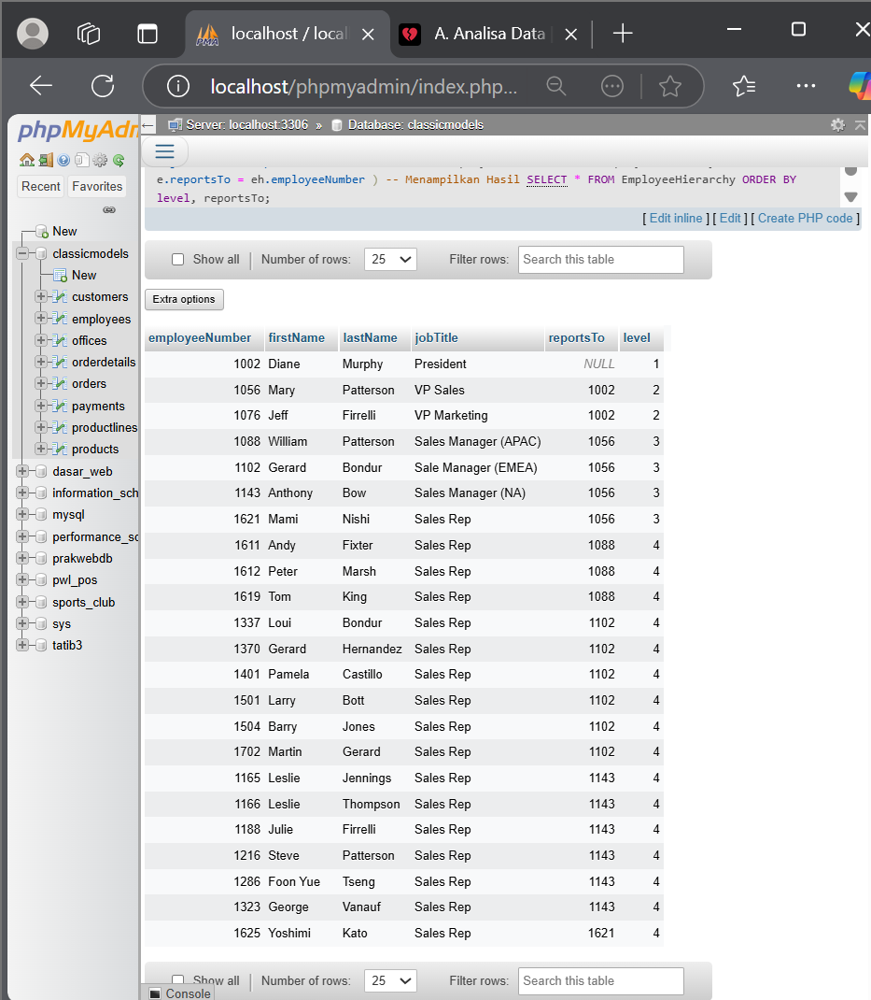 localhost / local
A. Analisa Data
localhost/phpmyadmin/index.php...
phpMyAdm
Server: localhost:3306 » Database: classicmodels
Recent Favorites
New
classicmodels
New
customers
employees
offices
orderdetails
orders
payments
productlines
products
dasar_web
information_sch
mysql
performance_sc
prakwebdb
pwl_pos
sports_club
sys
tatib3
e.reportsTo = eh.employeeNumber ) -- Menampilkan Hasil SELECT * FROM EmployeeHierarchy ORDER BY
level, reportsTo;
[ Edit inline ] [ Edit ] [ Create PHP code ]
Show all Number of rows: 25 Filter rows: Search this table
Extra options
employeeNumber firstName lastName jobTitle reportsTo level
1002 Diane Murphy President NULL 1
1056 Mary Patterson VP Sales 1002 2
1076 Jeff Firrelli VP Marketing 1002 2
1088 William Patterson Sales Manager (APAC) 1056 3
1102 Gerard Bondur Sale Manager (EMEA) 1056 3
1143 Anthony Bow Sales Manager (NA) 1056 3
1621 Mami Nishi Sales Rep 1056 3
1611 Andy Fixter Sales Rep 1088 4
1612 Peter Marsh Sales Rep 1088 4
1619 Tom King Sales Rep 1088 4
1337 Loui Bondur Sales Rep 1102 4
1370 Gerard Hernandez Sales Rep 1102 4
1401 Pamela Castillo Sales Rep 1102 4
1501 Larry Bott Sales Rep 1102 4
1504 Barry Jones Sales Rep 1102 4
1702 Martin Gerard Sales Rep 1102 4
1165 Leslie Jennings Sales Rep 1143 4
1166 Leslie Thompson Sales Rep 1143 4
1188 Julie Firrelli Sales Rep 1143 4
1216 Steve Patterson Sales Rep 1143 4
1286 Foon Yue Tseng Sales Rep 1143 4
1323 George Vanauf Sales Rep 1143 4
1625 Yoshimi Kato Sales Rep 1621 4
Show all Number of rows: 25 Filter rows: Search this table
Console